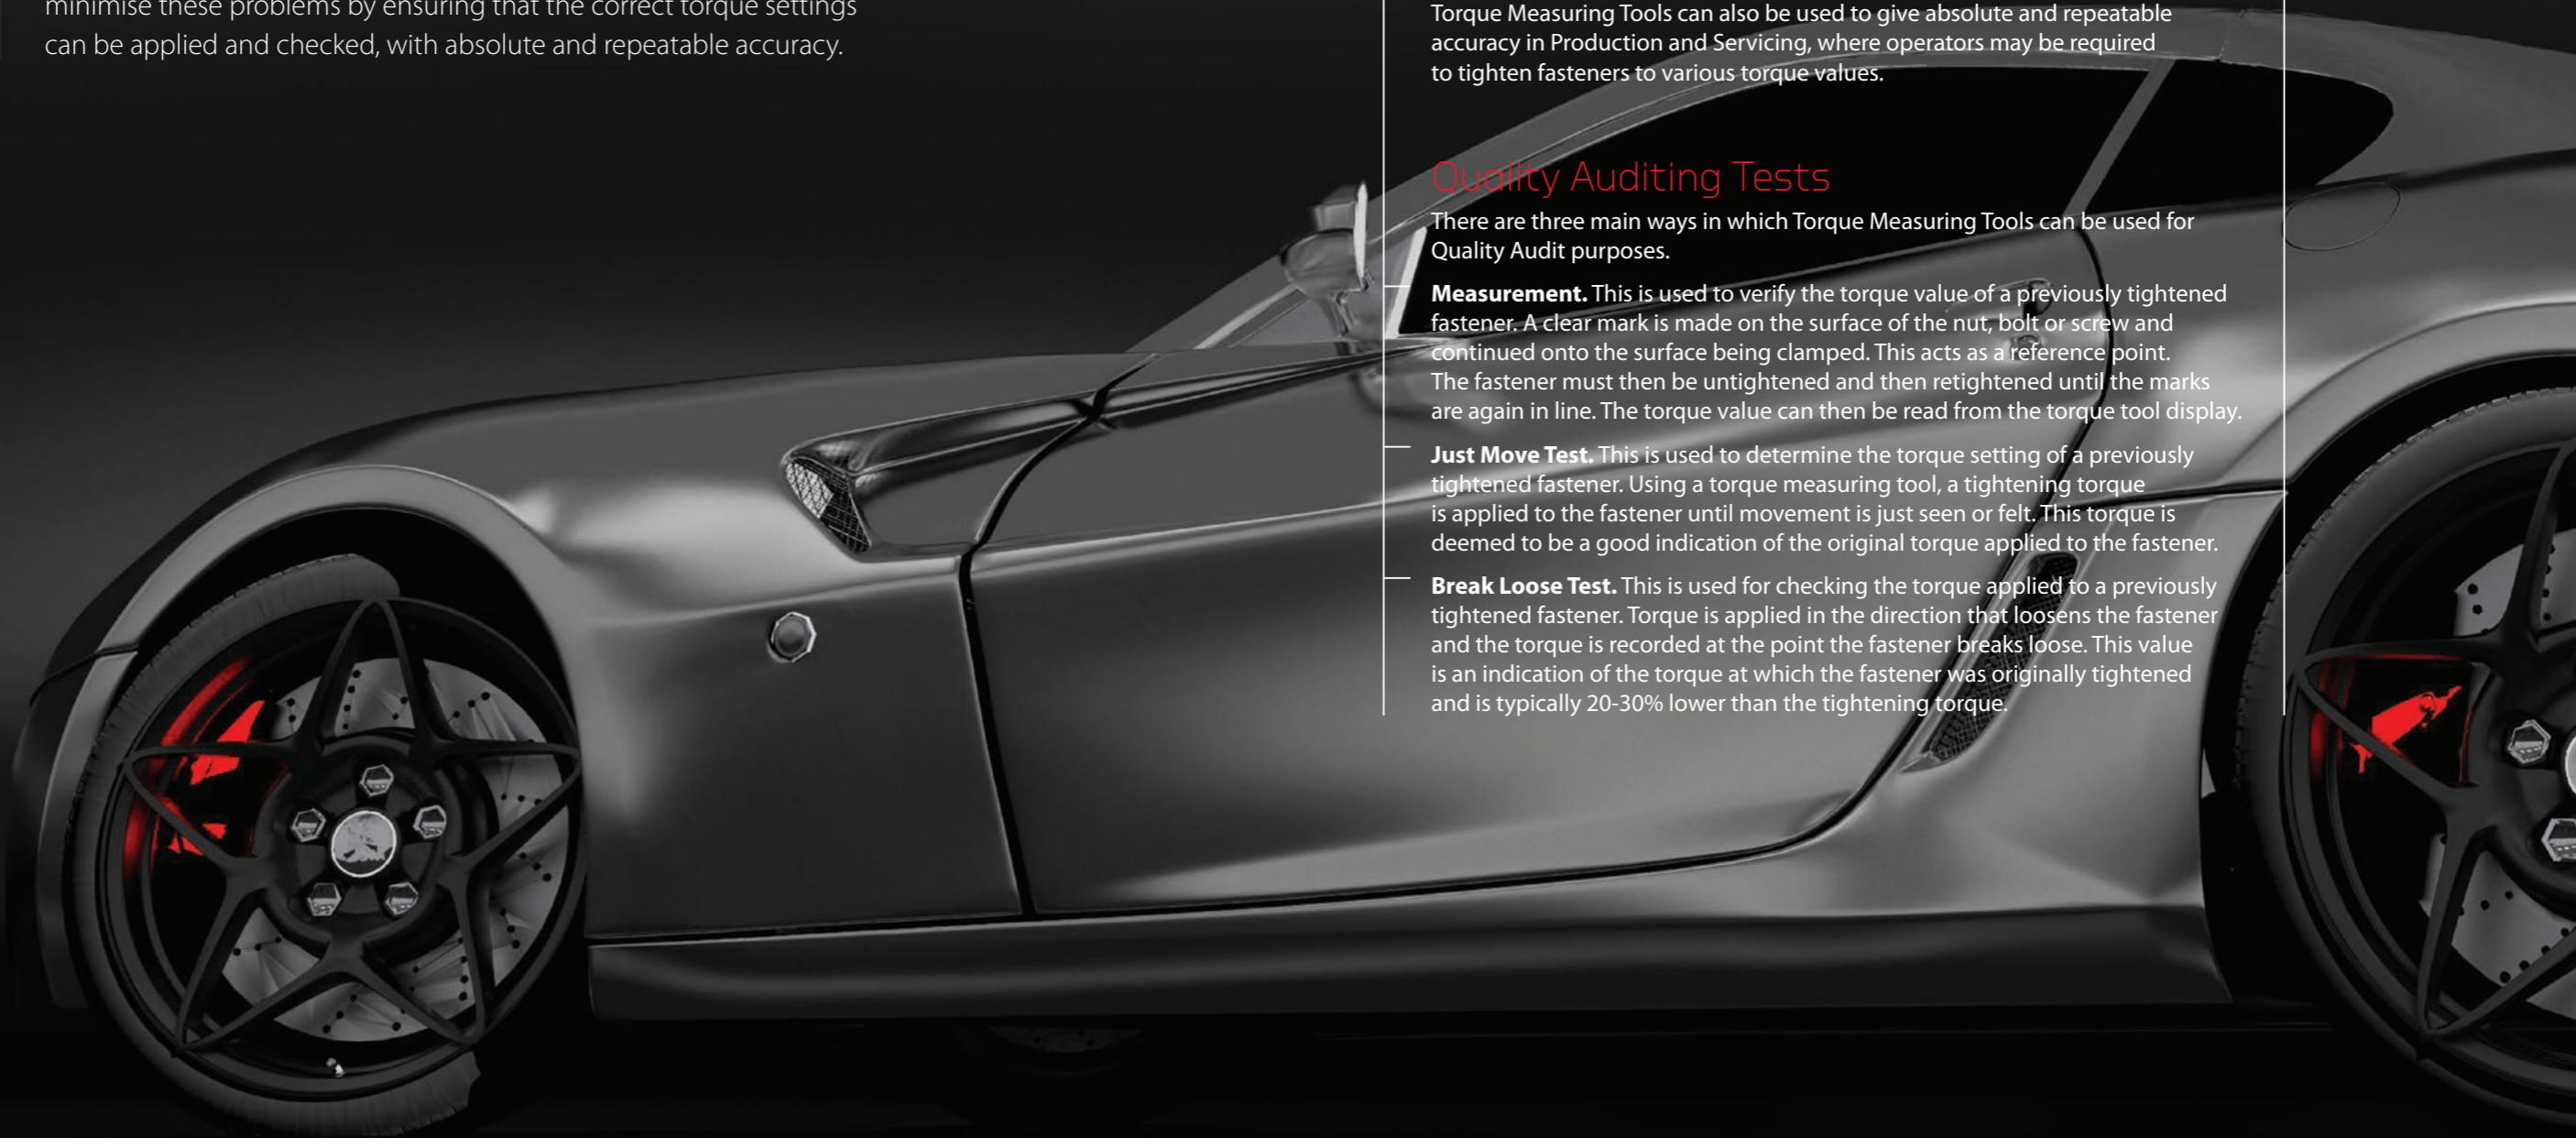 minimise these problems by ensuring that the correct torque settings
can be applied and checked, with absolute and repeatable accuracy.
Torque Measuring Tools can also be used to give absolute and repeatable
accuracy in Production and Servicing, where operators may be required
to tighten fasteners to various torque values.
Quality Auditing Tests
There are three main ways in which Torque Measuring Tools can be used for
Quality Audit purposes.
Measurement. This is used to verify the torque value of a previously tightened
fastener. A clear mark is made on the surface of the nut, bolt or screw and
continued onto the surface being clamped. This acts as a reference point.
The fastener must then be untightened and then retightened until the marks
are again in line. The torque value can then be read from the torque tool display.
Just Move Test. This is used to determine the torque setting of a previously
tightened fastener. Using a torque measuring tool, a tightening torque
is applied to the fastener until movement is just seen or felt. This torque is
deemed to be a good indication of the original torque applied to the fastener.
Break Loose Test. This is used for checking the torque applied to a previously
tightened fastener. Torque is applied in the direction that loosens the fastener
and the torque is recorded at the point the fastener breaks loose. This value
is an indication of the torque at which the fastener was originally tightened
and is typically 20-30% lower than the tightening torque.